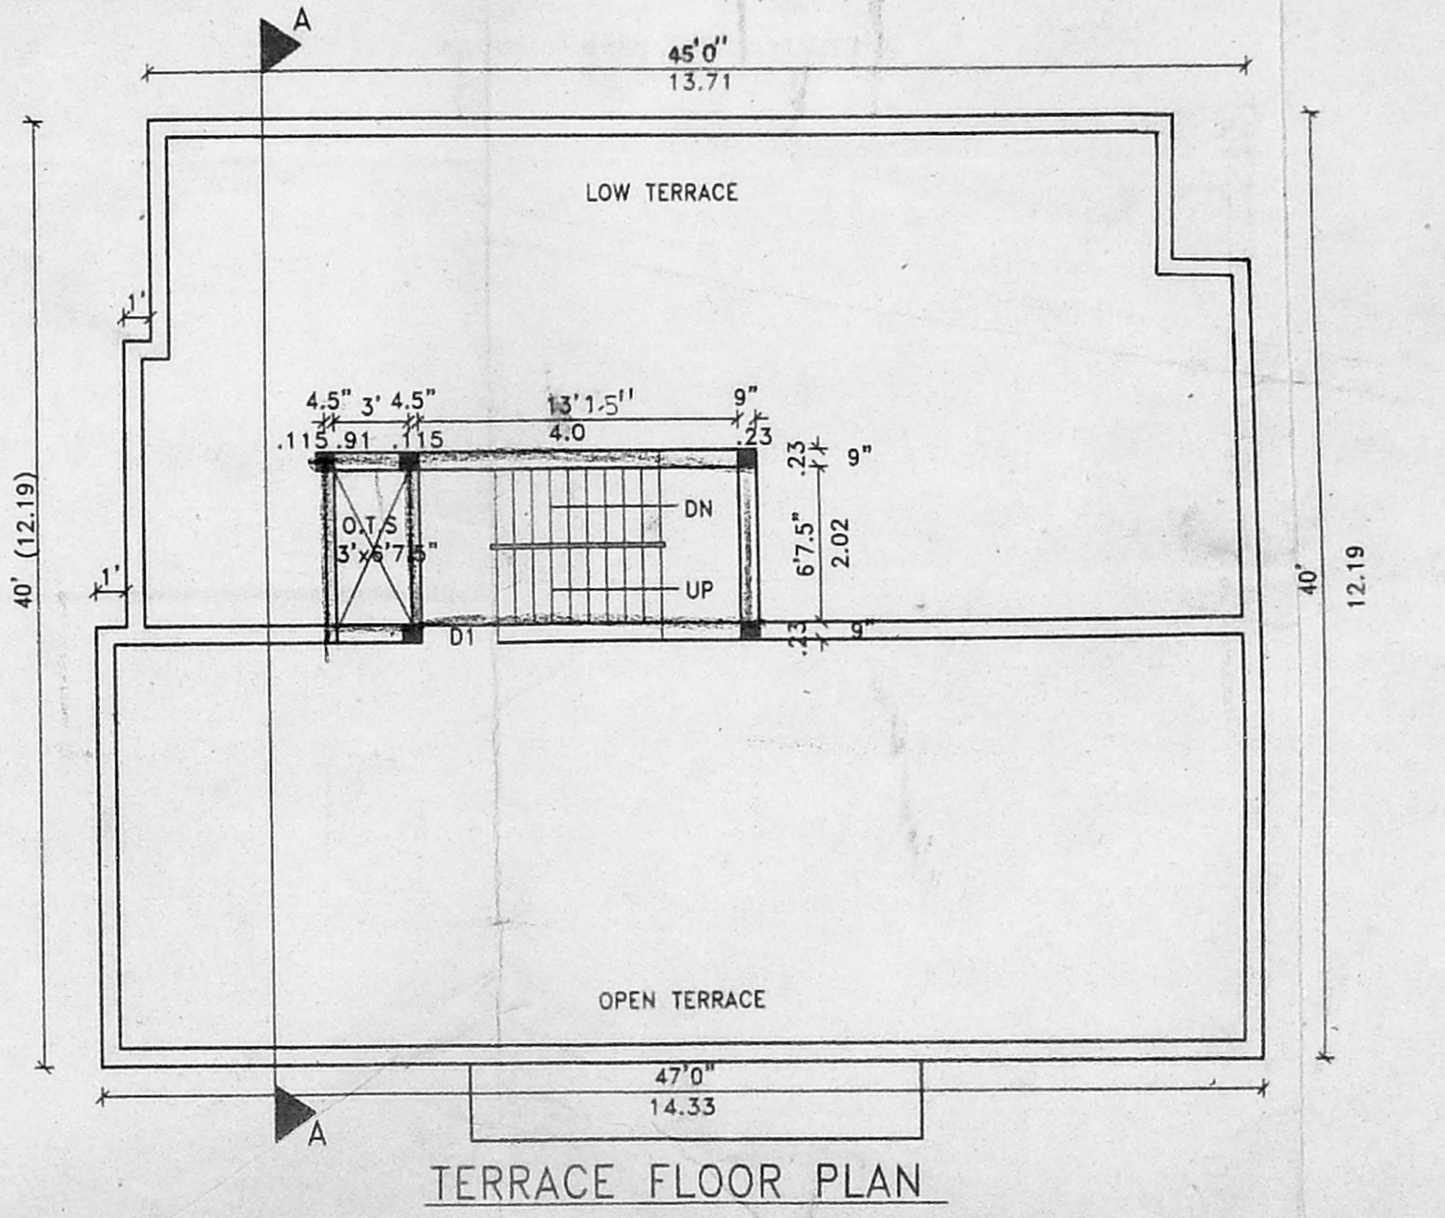 A
45'0"
13.71
LOW TERRACE
1'
4.5" 3' 4.5" 13'1.5" 9"
.115 .91 .115 4.0 .23
.23 9"
O.T.S
3'x6'7.5"
DN
6'7.5"
2.02
UP
40' (12.19)
40'
12.19
1'
D1
.23 9"
OPEN TERRACE
47'0"
14.33
A
TERRACE FLOOR PLAN